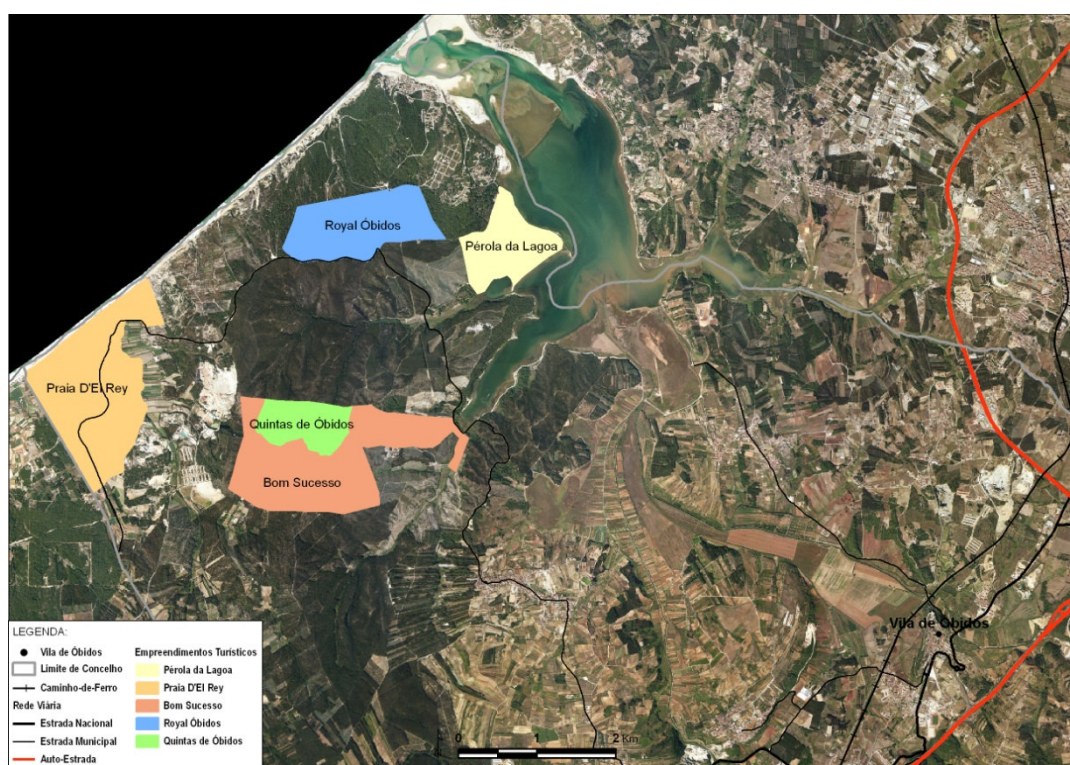 Royal Óbidos
Pérola da Lagoa
Praia D'El Rey
Quintas de Óbidos
Bom Sucesso
Vila de Óbidos
LEGENDA:
Vila de Óbidos
Limite de Concelho
Caminho-de-Ferro
Rede Viária
Estrada Nacional
Estrada Municipal
Auto-Estrada
Empreendimentos Turísticos
Pérola da Lagoa
Praia D'El Rey
Bom Sucesso
Royal Óbidos
Quintas de Óbidos
0 1 2 Km